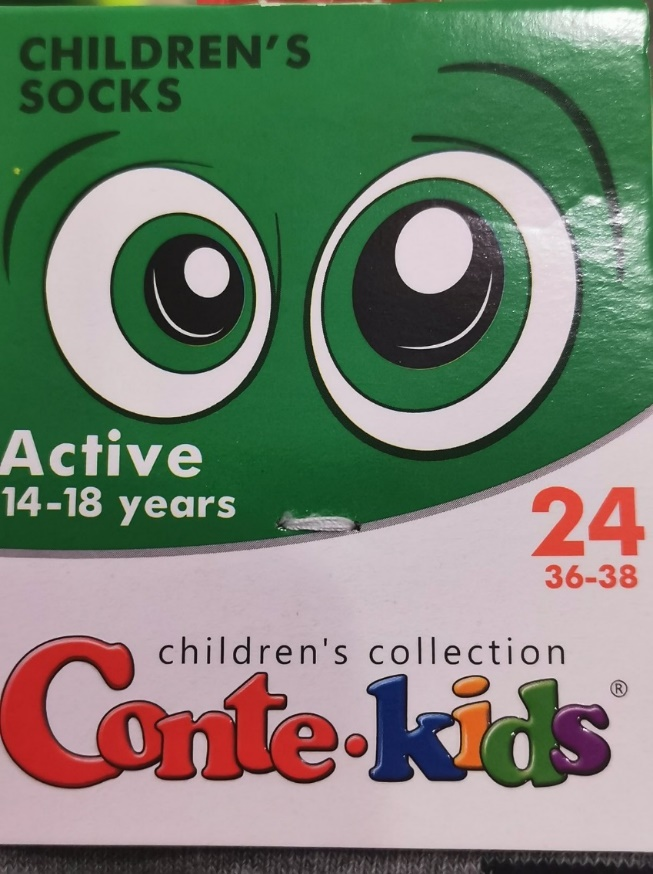 CHILDREN'S
SOCKS
Active
14-18 years
24
36-38
children's collection
Conte•kids®